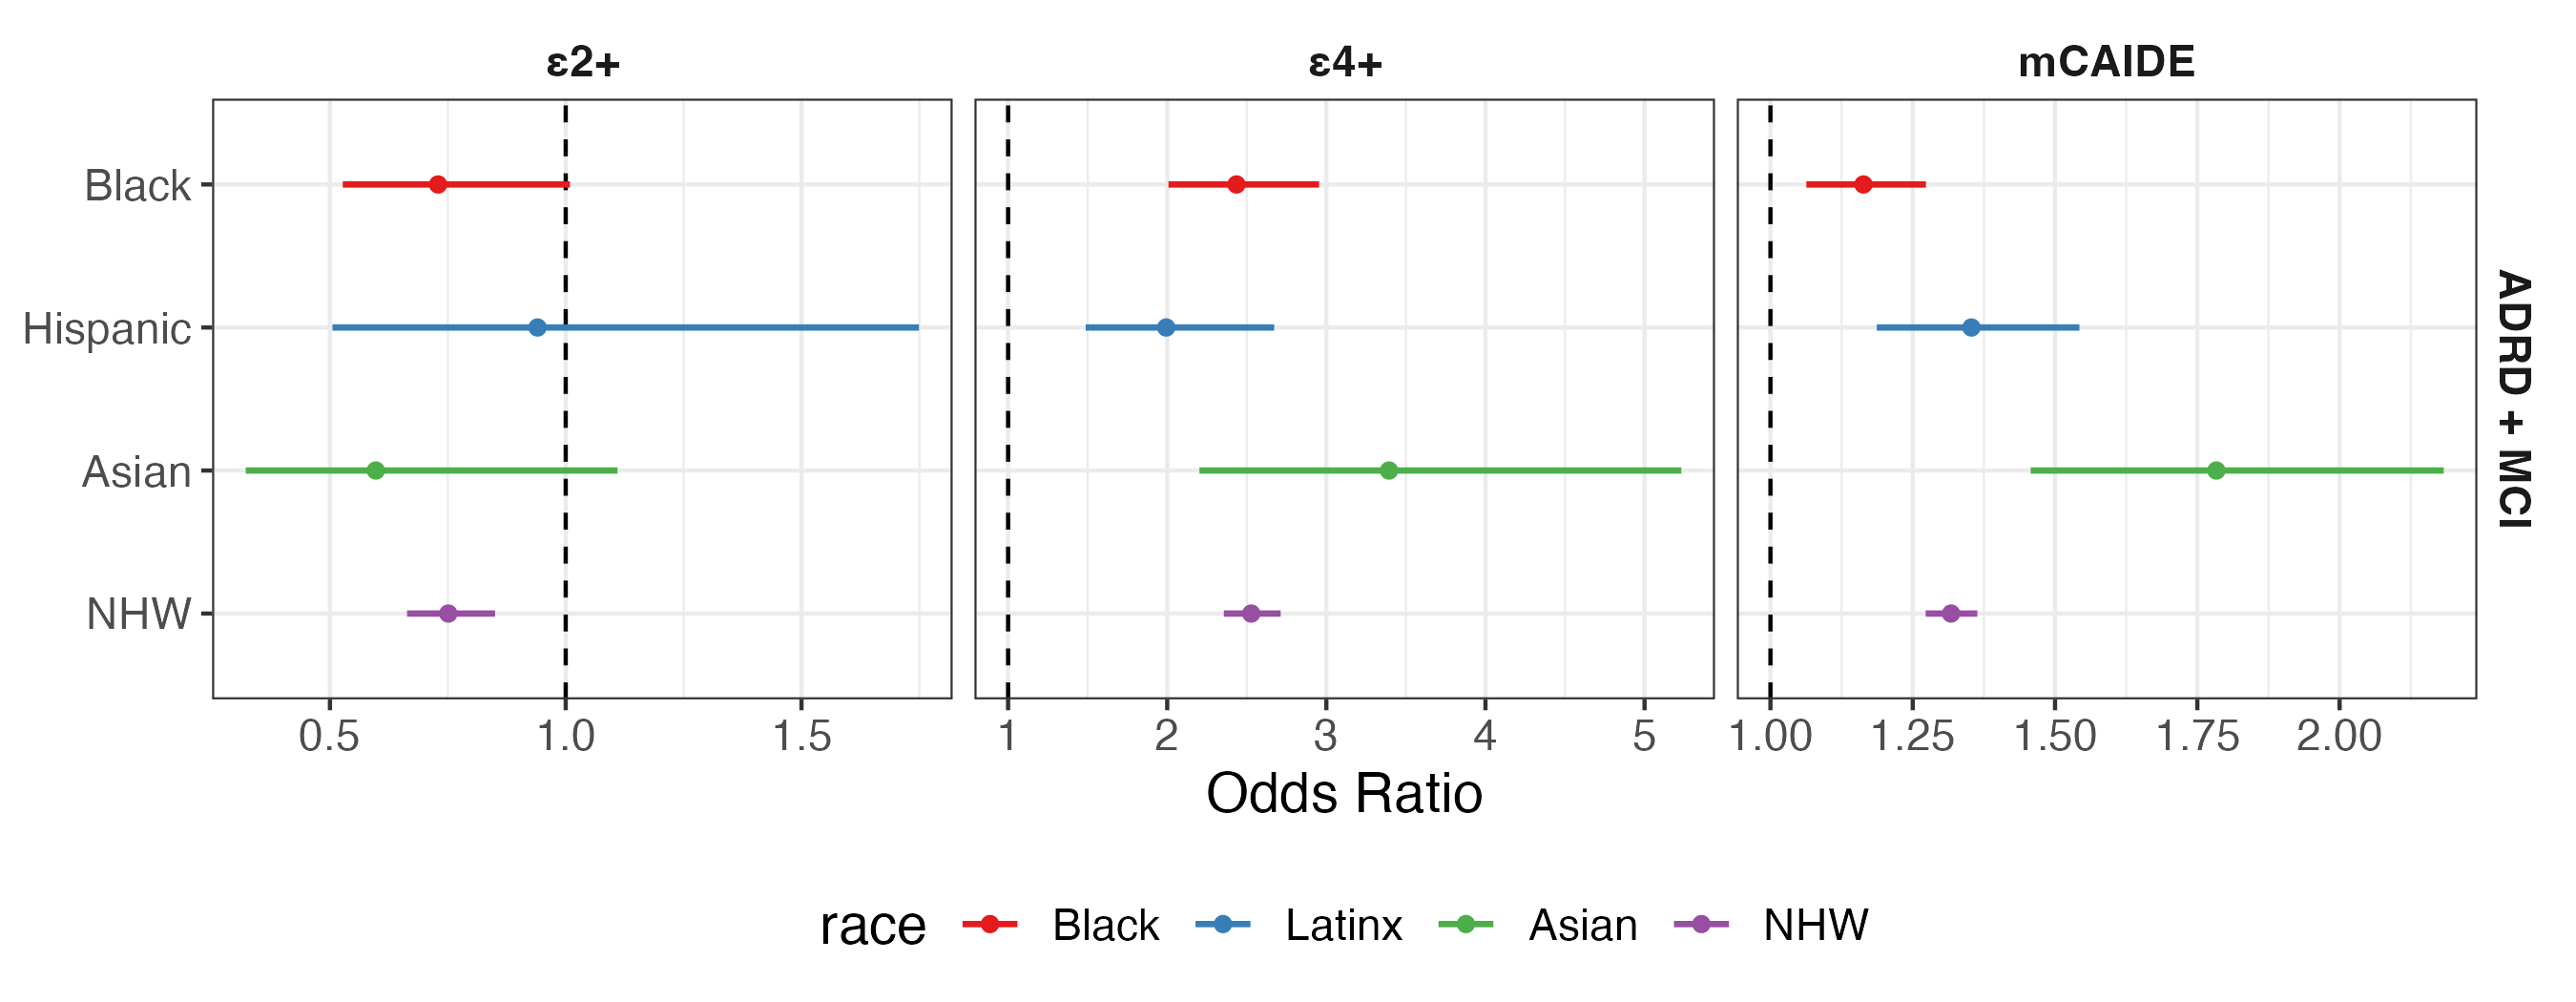 ε2+ ε4+ mCAIDE
Black
Hispanic
Asian
NHW
ADRD + MCI
0.5 1.0 1.5 1 2 3 4 5 1.00 1.25 1.50 1.75 2.00
Odds Ratio
race Black Latinx Asian NHW